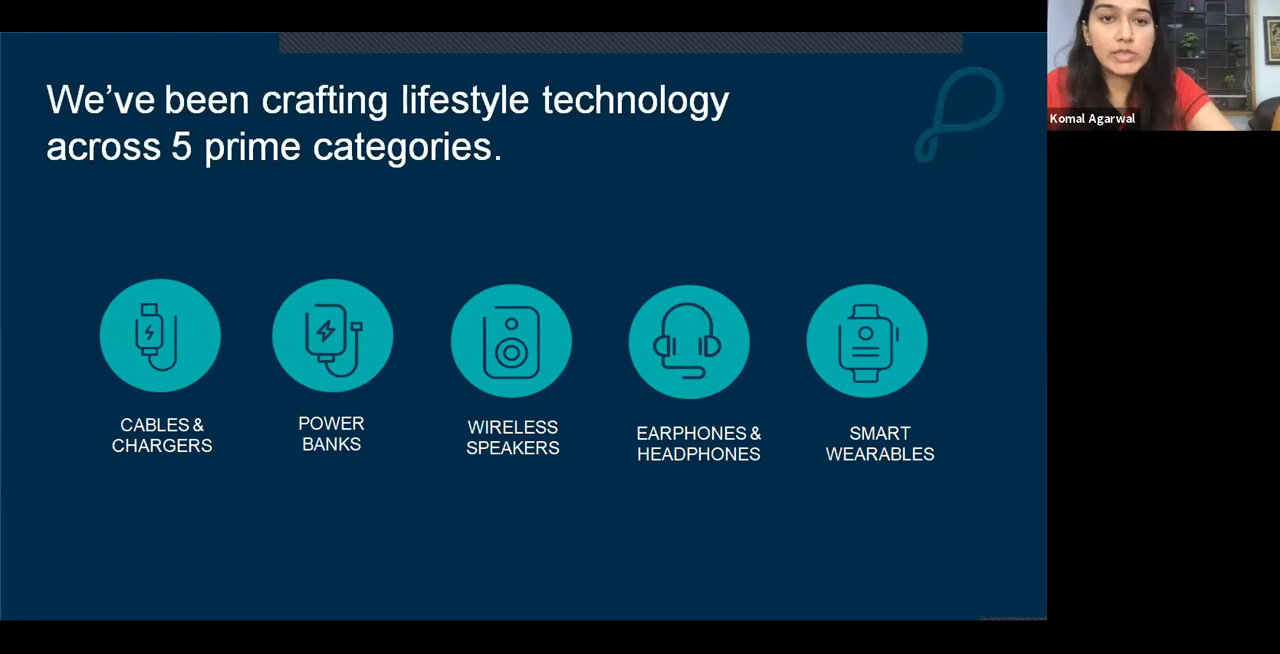 We’ve been crafting lifestyle technology
across 5 prime categories.
Komal Agarwal
CABLES &
CHARGERS
POWER
BANKS
WIRELESS
SPEAKERS
EARPHONES &
HEADPHONES
SMART
WEARABLES